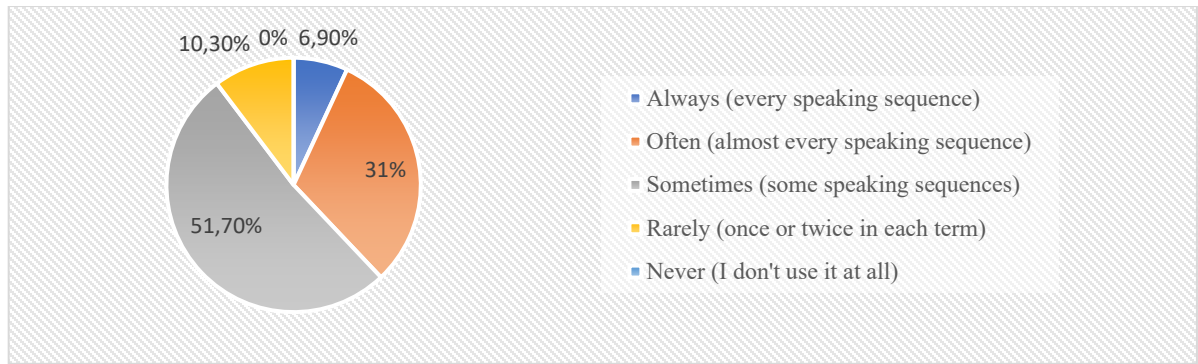 10,30% 0% 6,90%
31%
51,70%
Always (every speaking sequence)
Often (almost every speaking sequence)
Sometimes (some speaking sequences)
Rarely (once or twice in each term)
Never (I don't use it at all)